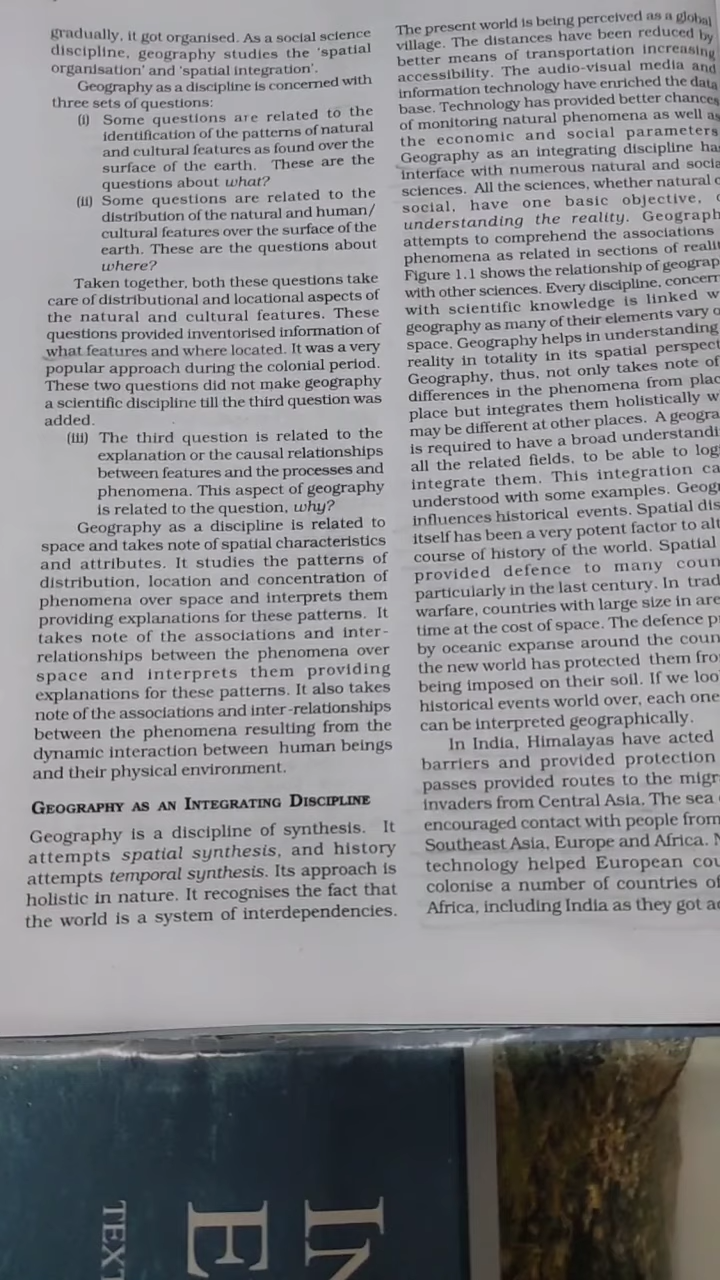 gradually, it got organised. As a social science
discipline, geography studies the 'spatial
organisation' and 'spatial integration'.
Geography as a discipline is concerned with
three sets of questions:
(i) Some questions are related to the
identification of the patterns of natural
and cultural features as found over the
surface of the earth. These are the
questions about what?
(ii) Some questions are related to the
distribution of the natural and human/
cultural features over the surface of the
earth. These are the questions about
where?
Taken together, both these questions take
care of distributional and locational aspects of
the natural and cultural features. These
questions provided inventorised information of
what features and where located. It was a very
popular approach during the colonial period.
These two questions did not make geography
a scientific discipline till the third question was
added.
(iii) The third question is related to the
explanation or the causal relationships
between features and the processes and
phenomena. This aspect of geography
is related to the question, why?
Geography as a discipline is related to
space and takes note of spatial characteristics
and attributes. It studies the patterns of
distribution, location and concentration of
phenomena over space and interprets them
providing explanations for these patterns. It
takes note of the associations and inter-
relationships between the phenomena over
space and interprets them providing
explanations for these patterns. It also takes
note of the associations and inter-relationships
between the phenomena resulting from the
dynamic interaction between human beings
and their physical environment.
GEOGRAPHY AS AN INTEGRATING DISCIPLINE
Geography is a discipline of synthesis. It
attempts spatial synthesis, and history
attempts temporal synthesis. Its approach is
holistic in nature. It recognises the fact that
the world is a system of interdependencies.
The present world is being perceived as a global
village. The distances have been reduced by
better means of transportation increasing
accessibility. The audio-visual media and
information technology have enriched the data
base. Technology has provided better chances
of monitoring natural phenomena as well as
the economic and social parameters
Geography as an integrating discipline has
interface with numerous natural and socia
sciences. All the sciences, whether natural o
social, have one basic objective,
understanding the reality. Geograph
attempts to comprehend the associations
phenomena as related in sections of realit
Figure 1.1 shows the relationship of geograp
with other sciences. Every discipline, concern
with scientific knowledge is linked w
geography as many of their elements vary o
space. Geography helps in understanding
reality in totality in its spatial perspect
Geography, thus, not only takes note of
differences in the phenomena from plac
place but integrates them holistically w
may be different at other places. A geogra
is required to have a broad understandi
all the related fields, to be able to log
integrate them. This integration ca
understood with some examples. Geogr
influences historical events. Spatial dis
itself has been a very potent factor to alt
course of history of the world. Spatial
provided defence to many coun
particularly in the last century. In trad
warfare, countries with large size in are
time at the cost of space. The defence p
by oceanic expanse around the coun
the new world has protected them fro
being imposed on their soil. If we loo
historical events world over, each one
can be interpreted geographically.
In India, Himalayas have acted
barriers and provided protection
passes provided routes to the migr
invaders from Central Asia. The sea
encouraged contact with people from
Southeast Asia, Europe and Africa. N
technology helped European cou
colonise a number of countries of
Africa, including India as they got a
IN
E
TEXT